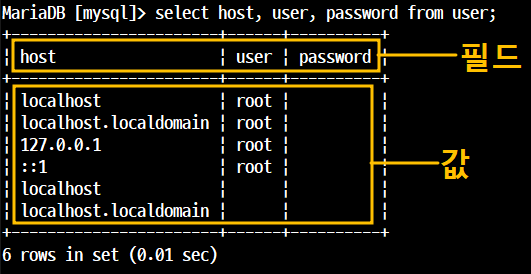 MariaDB [mysql]> select host, user, password from user;
+-----------------------+------+----------+
| host                  | user | password |
+-----------------------+------+----------+
| localhost             | root |          |
| localhost.localdomain | root |          |
| 127.0.0.1             | root |          |
| ::1                   | root |          |
| localhost             |      |          |
| localhost.localdomain |      |          |
+-----------------------+------+----------+
6 rows in set (0.01 sec)
필드
값